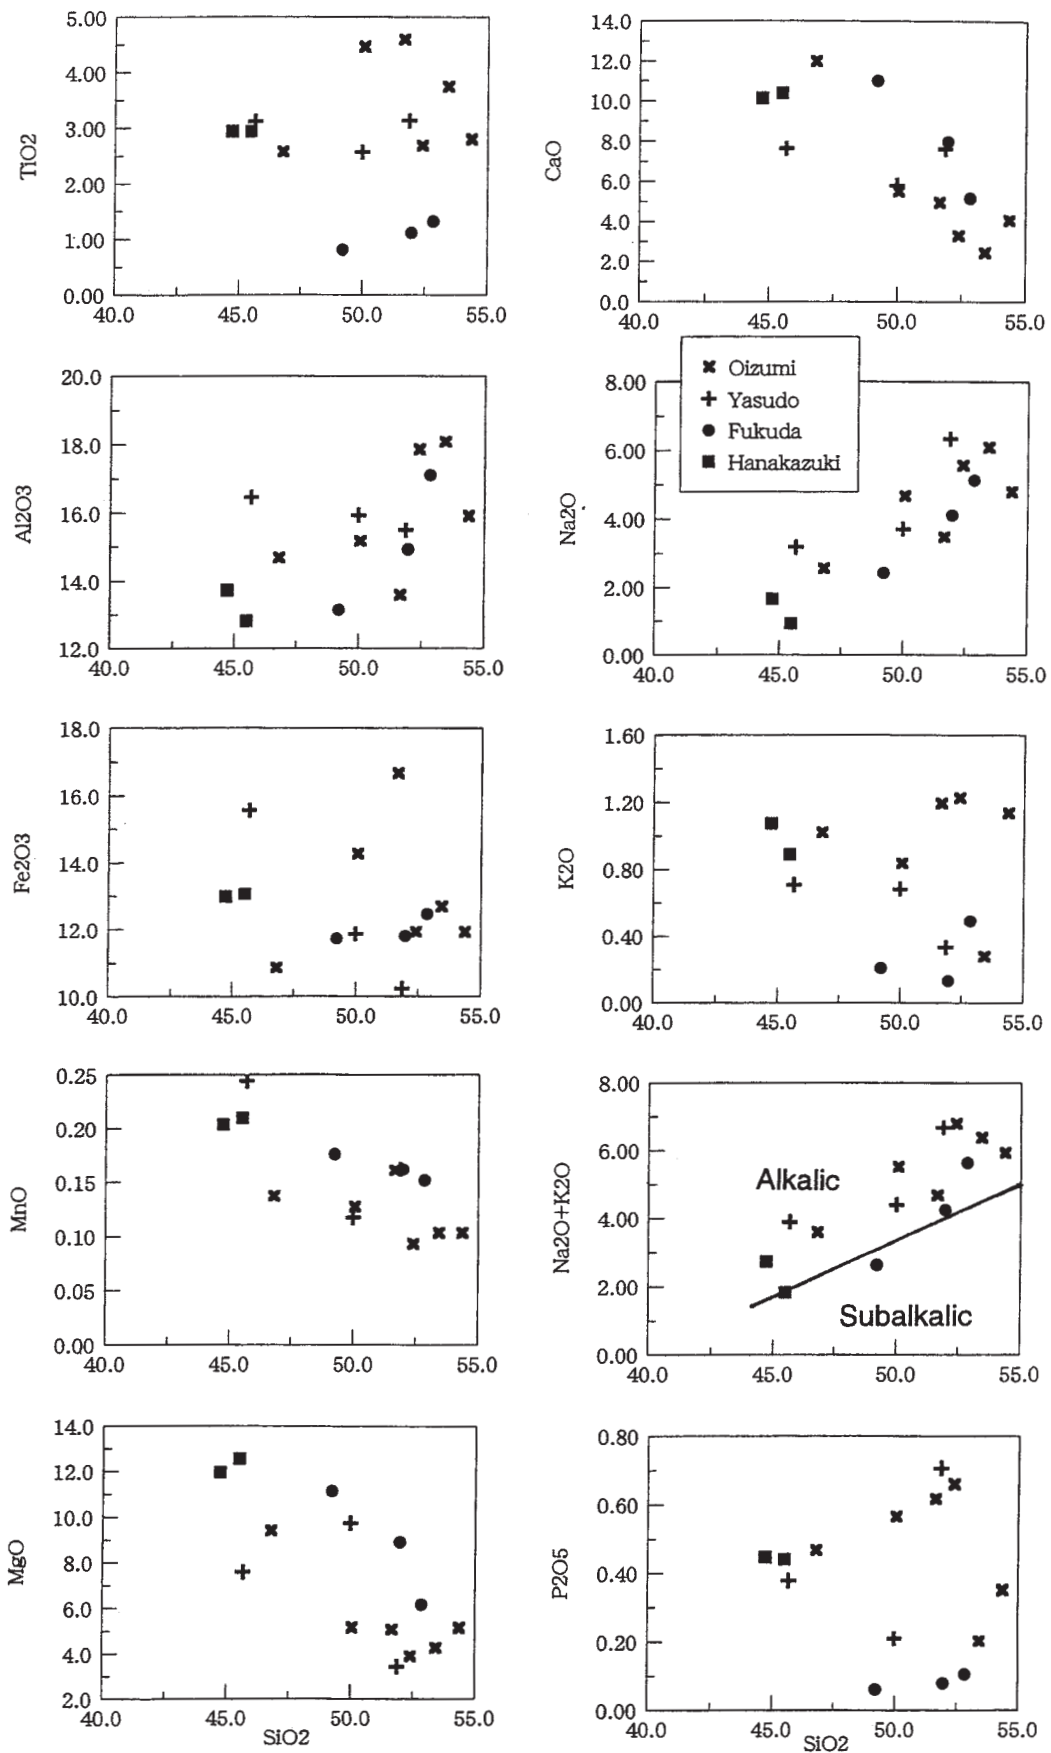 5.00
4.00
3.00
2.00
1.00
0.00
TiO2
40.0 45.0 50.0 55.0
14.0
12.0
10.0
8.0
6.0
4.0
2.0
0.0
CaO
40.0 45.0 50.0 55.0
Oizumi
Yasudo
Fukuda
Hanakazuki
20.0
18.0
16.0
14.0
12.0
Al2O3
40.0 45.0 50.0 55.0
8.00
6.00
4.00
2.00
0.00
Na2O
40.0 45.0 50.0 55.0
18.0
16.0
14.0
12.0
10.0
Fe2O3
40.0 45.0 50.0 55.0
1.60
1.20
0.80
0.40
0.00
K2O
40.0 45.0 50.0 55.0
0.25
0.20
0.15
0.10
0.05
0.00
MnO
40.0 45.0 50.0 55.0
8.00
6.00
4.00
2.00
0.00
Na2O+K2O
Alkalic
Subalkalic
40.0 45.0 50.0 55.0
14.0
12.0
10.0
8.0
6.0
4.0
2.0
MgO
40.0 45.0 50.0 55.0
SiO2
0.80
0.60
0.40
0.20
0.00
P2O5
40.0 45.0 50.0 55.0
SiO2